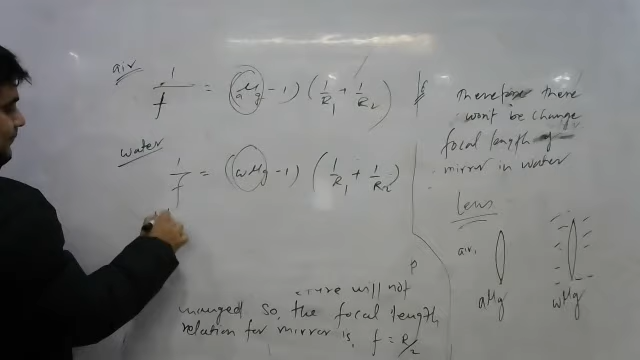 air 1/f = (aμg - 1) (1/R1 + 1/R2)
water
1/f = (wμg - 1) (1/R1 + 1/R2)
will not
changed. So, the focal length
relation for mirror is, f = R/2
Therefore there
won't be change
focal length of
mirror in water
Lens
air,
aμg
wμg